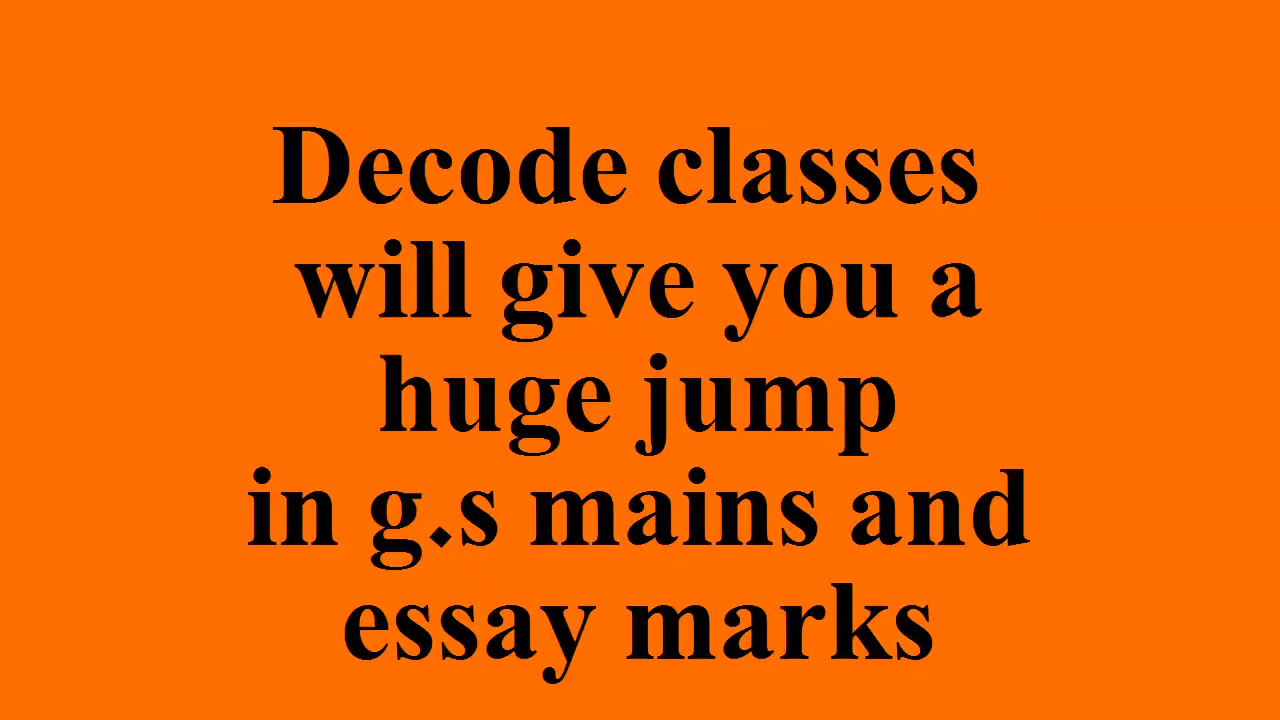 Decode classes
will give you a
huge jump
in g.s mains and
essay marks